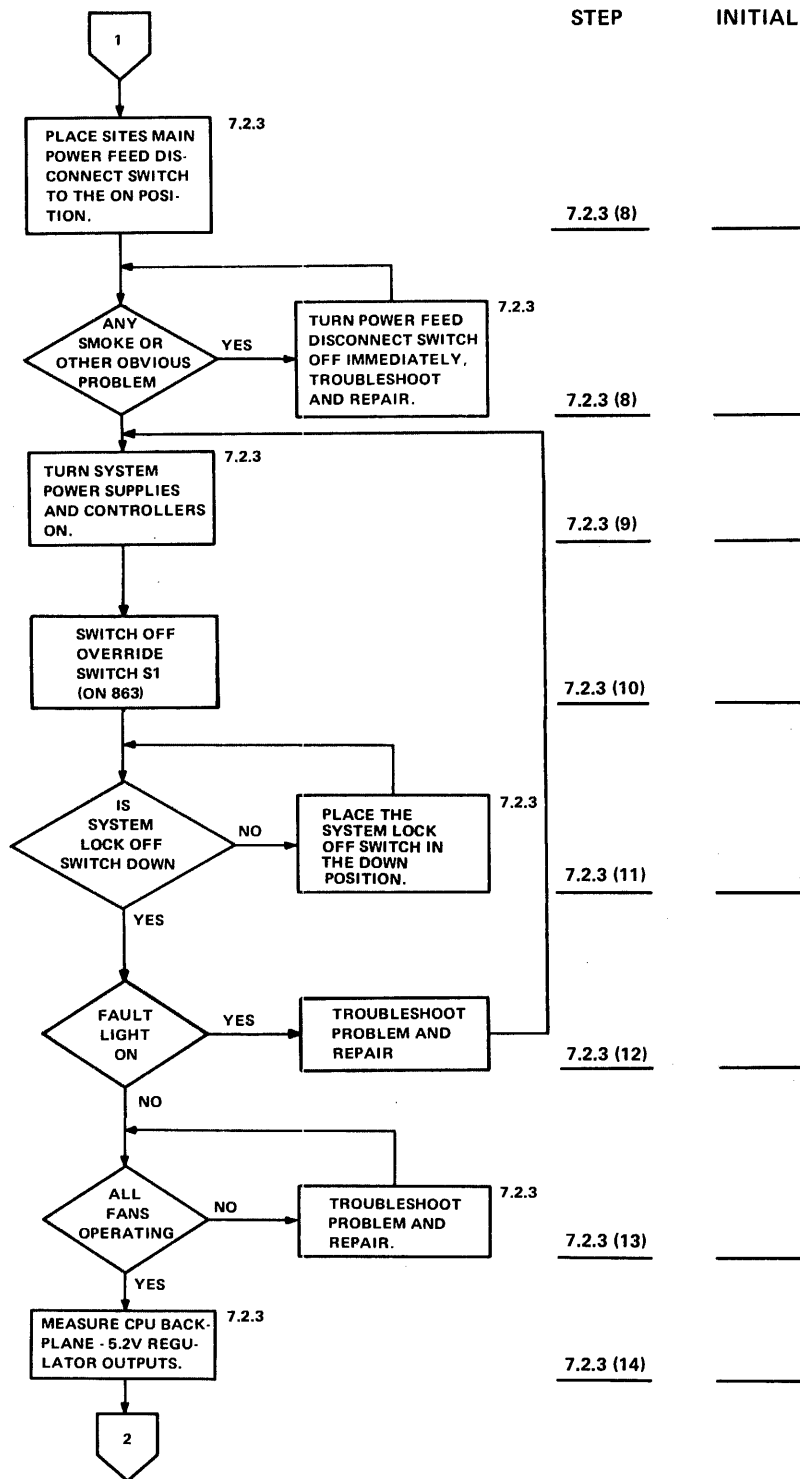 STEP INITIAL
1
7.2.3
PLACE SITES MAIN
POWER FEED DIS-
CONNECT SWITCH
TO THE ON POSI-
TION.
7.2.3 (8)
ANY
SMOKE OR
OTHER OBVIOUS
PROBLEM
YES
7.2.3
TURN POWER FEED
DISCONNECT SWITCH
OFF IMMEDIATELY,
TROUBLESHOOT
AND REPAIR.
7.2.3 (8)
7.2.3
TURN SYSTEM
POWER SUPPLIES
AND CONTROLLERS
ON.
7.2.3 (9)
SWITCH OFF
OVERRIDE
SWITCH S1
(ON 863)
7.2.3 (10)
IS
SYSTEM
LOCK OFF
SWITCH DOWN
NO
7.2.3
PLACE THE
SYSTEM LOCK
OFF SWITCH IN
THE DOWN
POSITION.
7.2.3 (11)
YES
FAULT
LIGHT
ON
YES
TROUBLESHOOT
PROBLEM AND
REPAIR
7.2.3 (12)
NO
ALL
FANS
OPERATING
NO
7.2.3
TROUBLESHOOT
PROBLEM AND
REPAIR.
7.2.3 (13)
YES
7.2.3
MEASURE CPU BACK-
PLANE - 5.2V REGU-
LATOR OUTPUTS.
7.2.3 (14)
2